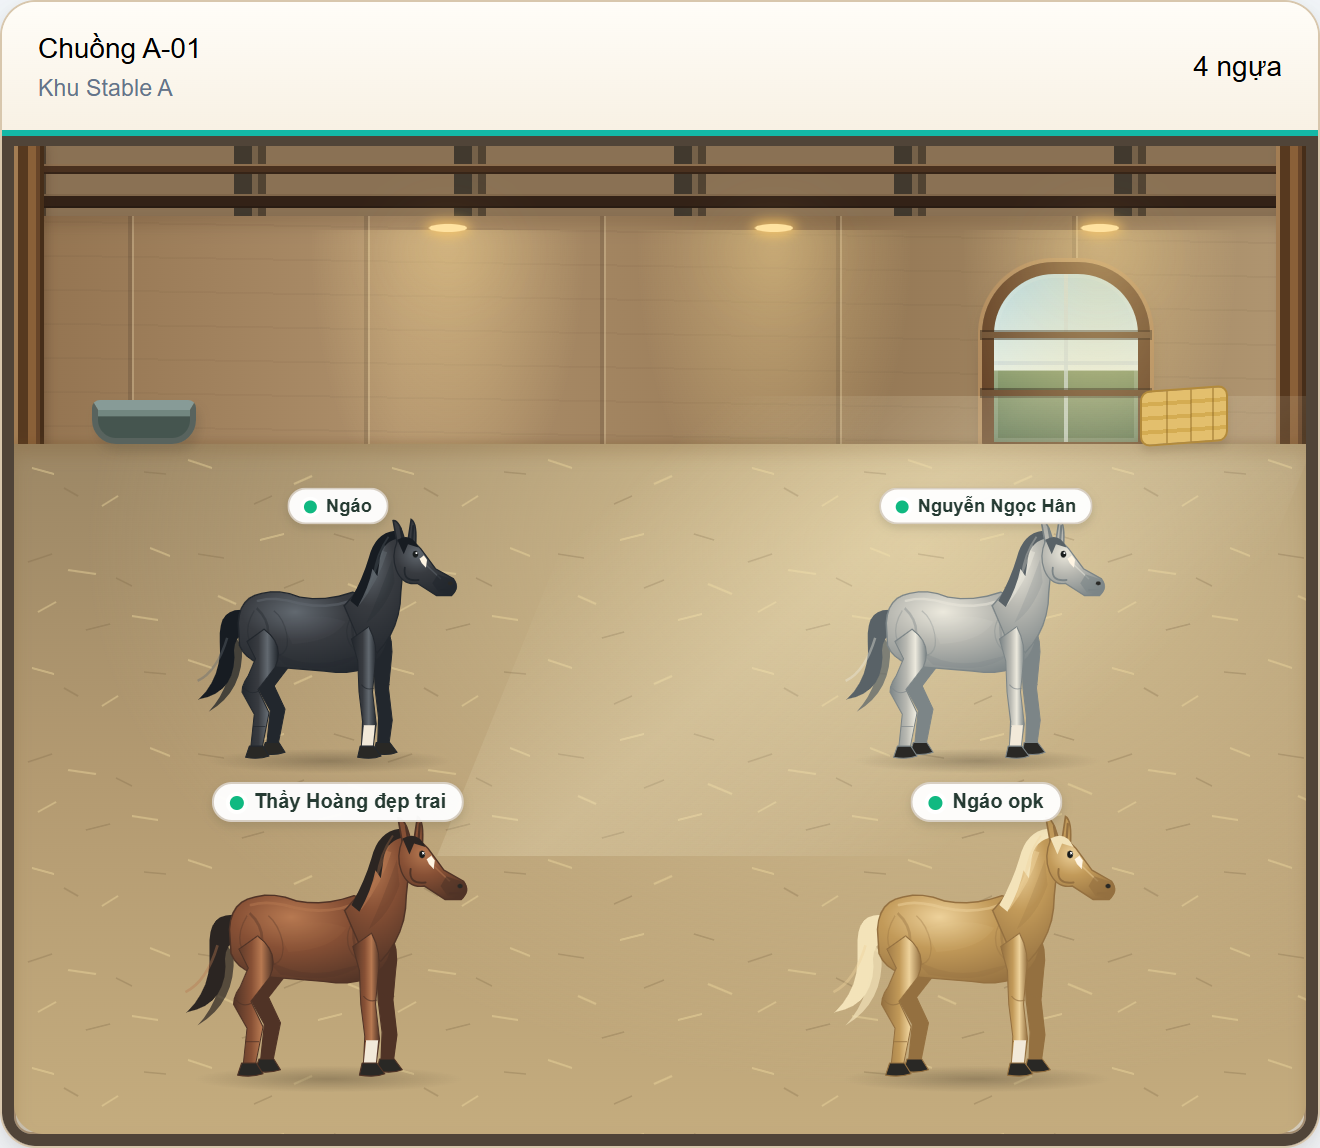 Chuồng A-01
Khu Stable A
4 ngựa
Ngáo
Nguyễn Ngọc Hân
Thầy Hoàng đẹp trai
Ngáo opk